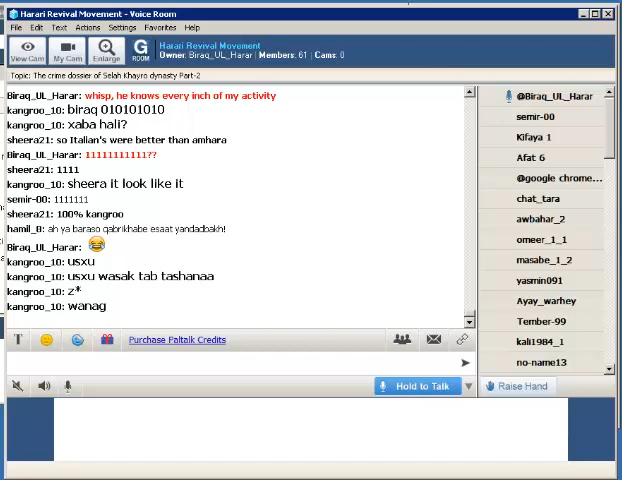 Harari Revival Movement - Voice Room
File Edit Text Actions Settings Favorites Help
View Cam My Cam Enlarge G ROOM
Harari Revival Movement
Owner: Biraq_UL_Harar | Members: 61 | Cams: 0
Topic: The crime dossier of Selah Khayro dynasty Part-2
Biraq_UL_Harar: whisp, he knows every inch of my activity
kangroo_10: biraq 010101010
kangroo_10: xaba hali?
sheera21: so Italian's were better than amhara
Biraq_UL_Harar: 11111111111??
sheera21: 1111
kangroo_10: sheera it look like it
semir-00: 1111111
sheera21: 100% kangroo
hamil_8: ah ya baraso qabrikhabe esaat yandadbakh!
Biraq_UL_Harar:
kangroo_10: usxu
kangroo_10: usxu wasak tab tashanaa
kangroo_10: z*
kangroo_10: wanag
@Biraq_UL_Harar
semir-00
Kifaya 1
Afat 6
@google chrome...
chat_tara
awbahar_2
omeer_1_1
masabe_1_2
yasmin091
Ayay_warhey
Tember-99
kali1984_1
no-name13
T Purchase Paltalk Credits
Hold to Talk
Raise Hand